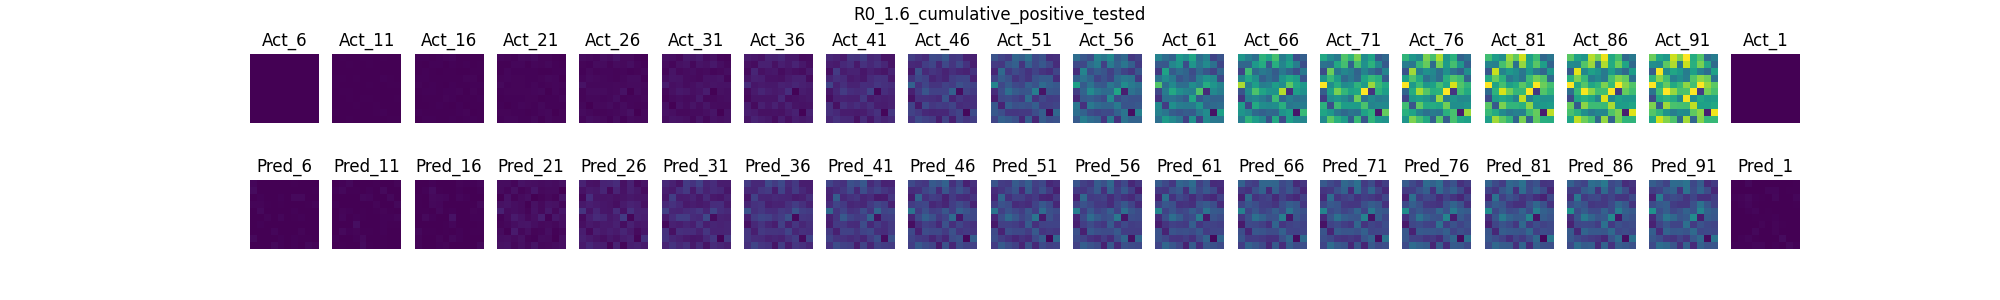 R0_1.6_cumulative_positive_tested
Act_6 Act_11 Act_16 Act_21 Act_26 Act_31 Act_36 Act_41 Act_46 Act_51 Act_56 Act_61 Act_66 Act_71 Act_76 Act_81 Act_86 Act_91 Act_1
Pred_6 Pred_11 Pred_16 Pred_21 Pred_26 Pred_31 Pred_36 Pred_41 Pred_46 Pred_51 Pred_56 Pred_61 Pred_66 Pred_71 Pred_76 Pred_81 Pred_86 Pred_91 Pred_1